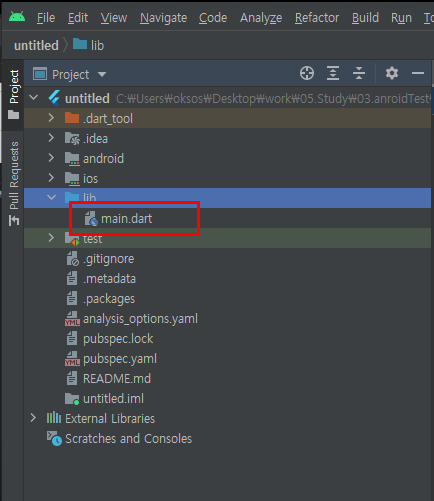 File Edit View Navigate Code Analyze Refactor Build Run T
untitled lib
Project
Project
untitled C:₩Users₩oksos₩Desktop₩work₩05.Study₩03.anroidTest₩
.dart_tool
.idea
android
ios
lib
main.dart
test
.gitignore
.metadata
.packages
analysis_options.yaml
pubspec.lock
pubspec.yaml
README.md
untitled.iml
External Libraries
Scratches and Consoles
Pull Requests